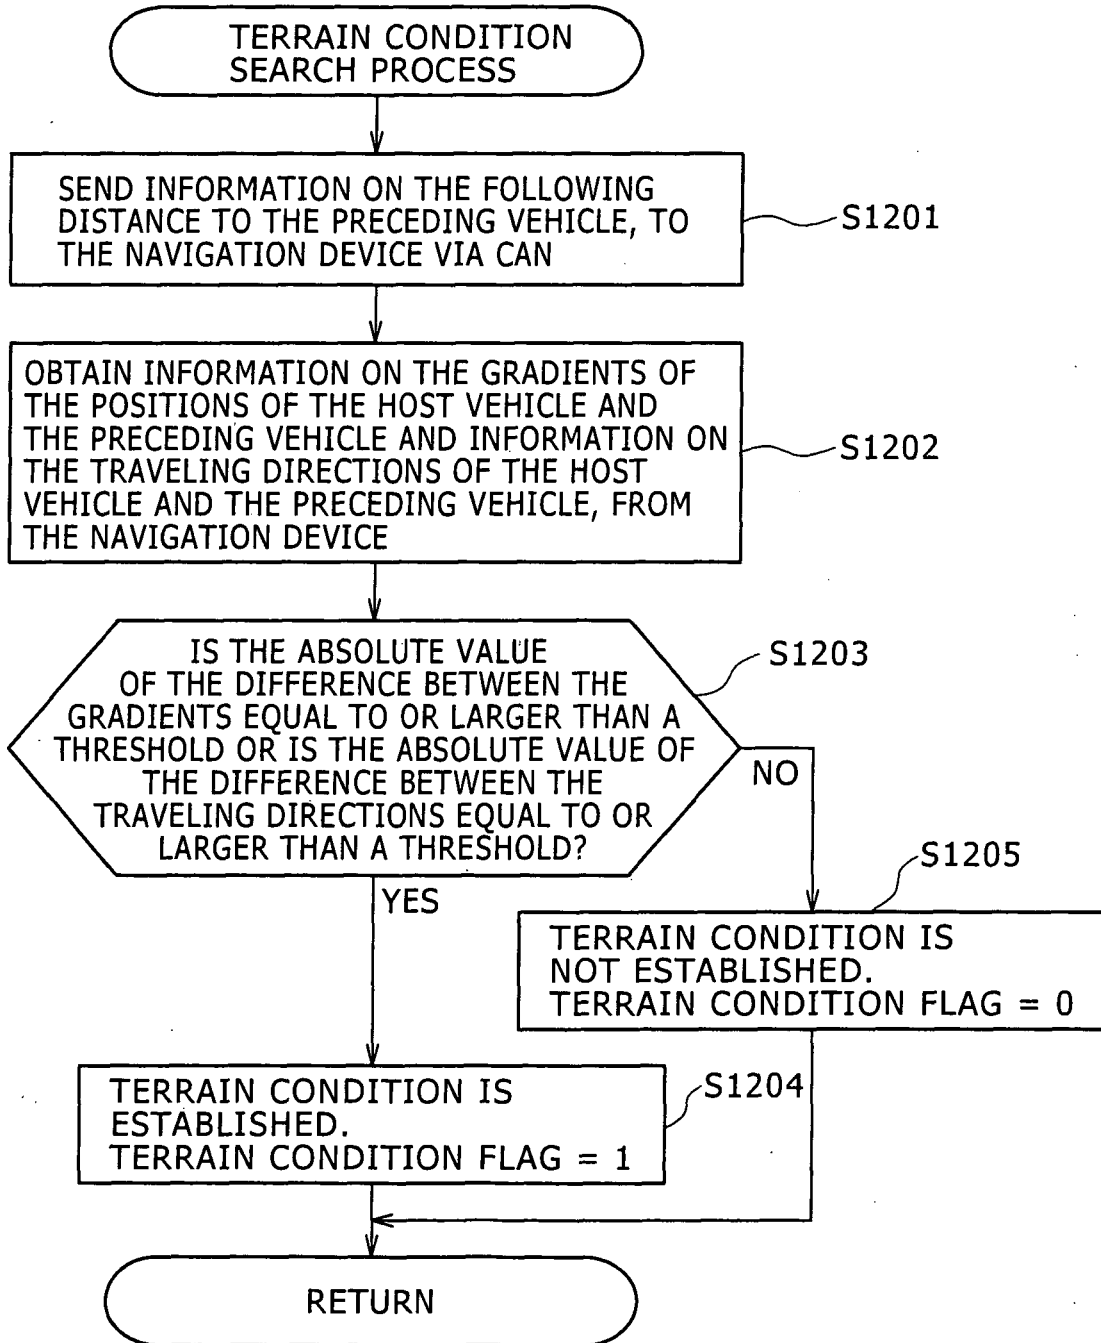 TERRAIN CONDITION
SEARCH PROCESS
SEND INFORMATION ON THE FOLLOWING
DISTANCE TO THE PRECEDING VEHICLE, TO
THE NAVIGATION DEVICE VIA CAN
S1201
OBTAIN INFORMATION ON THE GRADIENTS OF
THE POSITIONS OF THE HOST VEHICLE AND
THE PRECEDING VEHICLE AND INFORMATION ON
THE TRAVELING DIRECTIONS OF THE HOST
VEHICLE AND THE PRECEDING VEHICLE, FROM
THE NAVIGATION DEVICE
S1202
IS THE ABSOLUTE VALUE
OF THE DIFFERENCE BETWEEN THE
GRADIENTS EQUAL TO OR LARGER THAN A
THRESHOLD OR IS THE ABSOLUTE VALUE OF
THE DIFFERENCE BETWEEN THE
TRAVELING DIRECTIONS EQUAL TO OR
LARGER THAN A THRESHOLD?
S1203
NO
YES
S1205
TERRAIN CONDITION IS
NOT ESTABLISHED.
TERRAIN CONDITION FLAG = 0
TERRAIN CONDITION IS
ESTABLISHED.
TERRAIN CONDITION FLAG = 1
S1204
RETURN